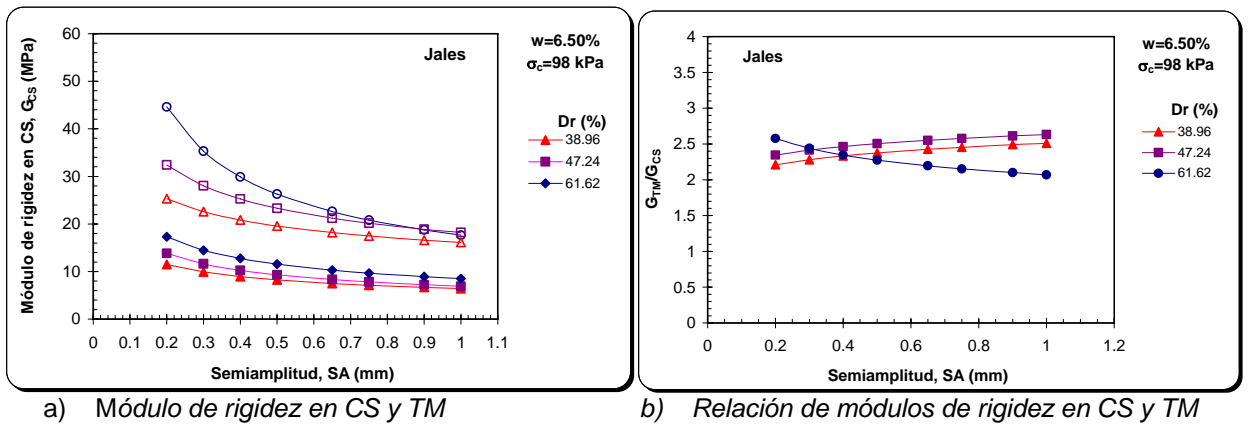 Módulo de rigidez en CS, G_CS (MPa)
60
50
40
30
20
10
0
0 0.1 0.2 0.3 0.4 0.5 0.6 0.7 0.8 0.9 1 1.1
Semiamplitud, SA (mm)
Jales
w=6.50%
σc=98 kPa
Dr (%)
38.96
47.24
61.62
a) Módulo de rigidez en CS y TM
G_TM/G_CS
4
3.5
3
2.5
2
1.5
1
0.5
0
0 0.2 0.4 0.6 0.8 1 1.2
Semiamplitud, SA (mm)
Jales
w=6.50%
σc=98 kPa
Dr (%)
38.96
47.24
61.62
b) Relación de módulos de rigidez en CS y TM